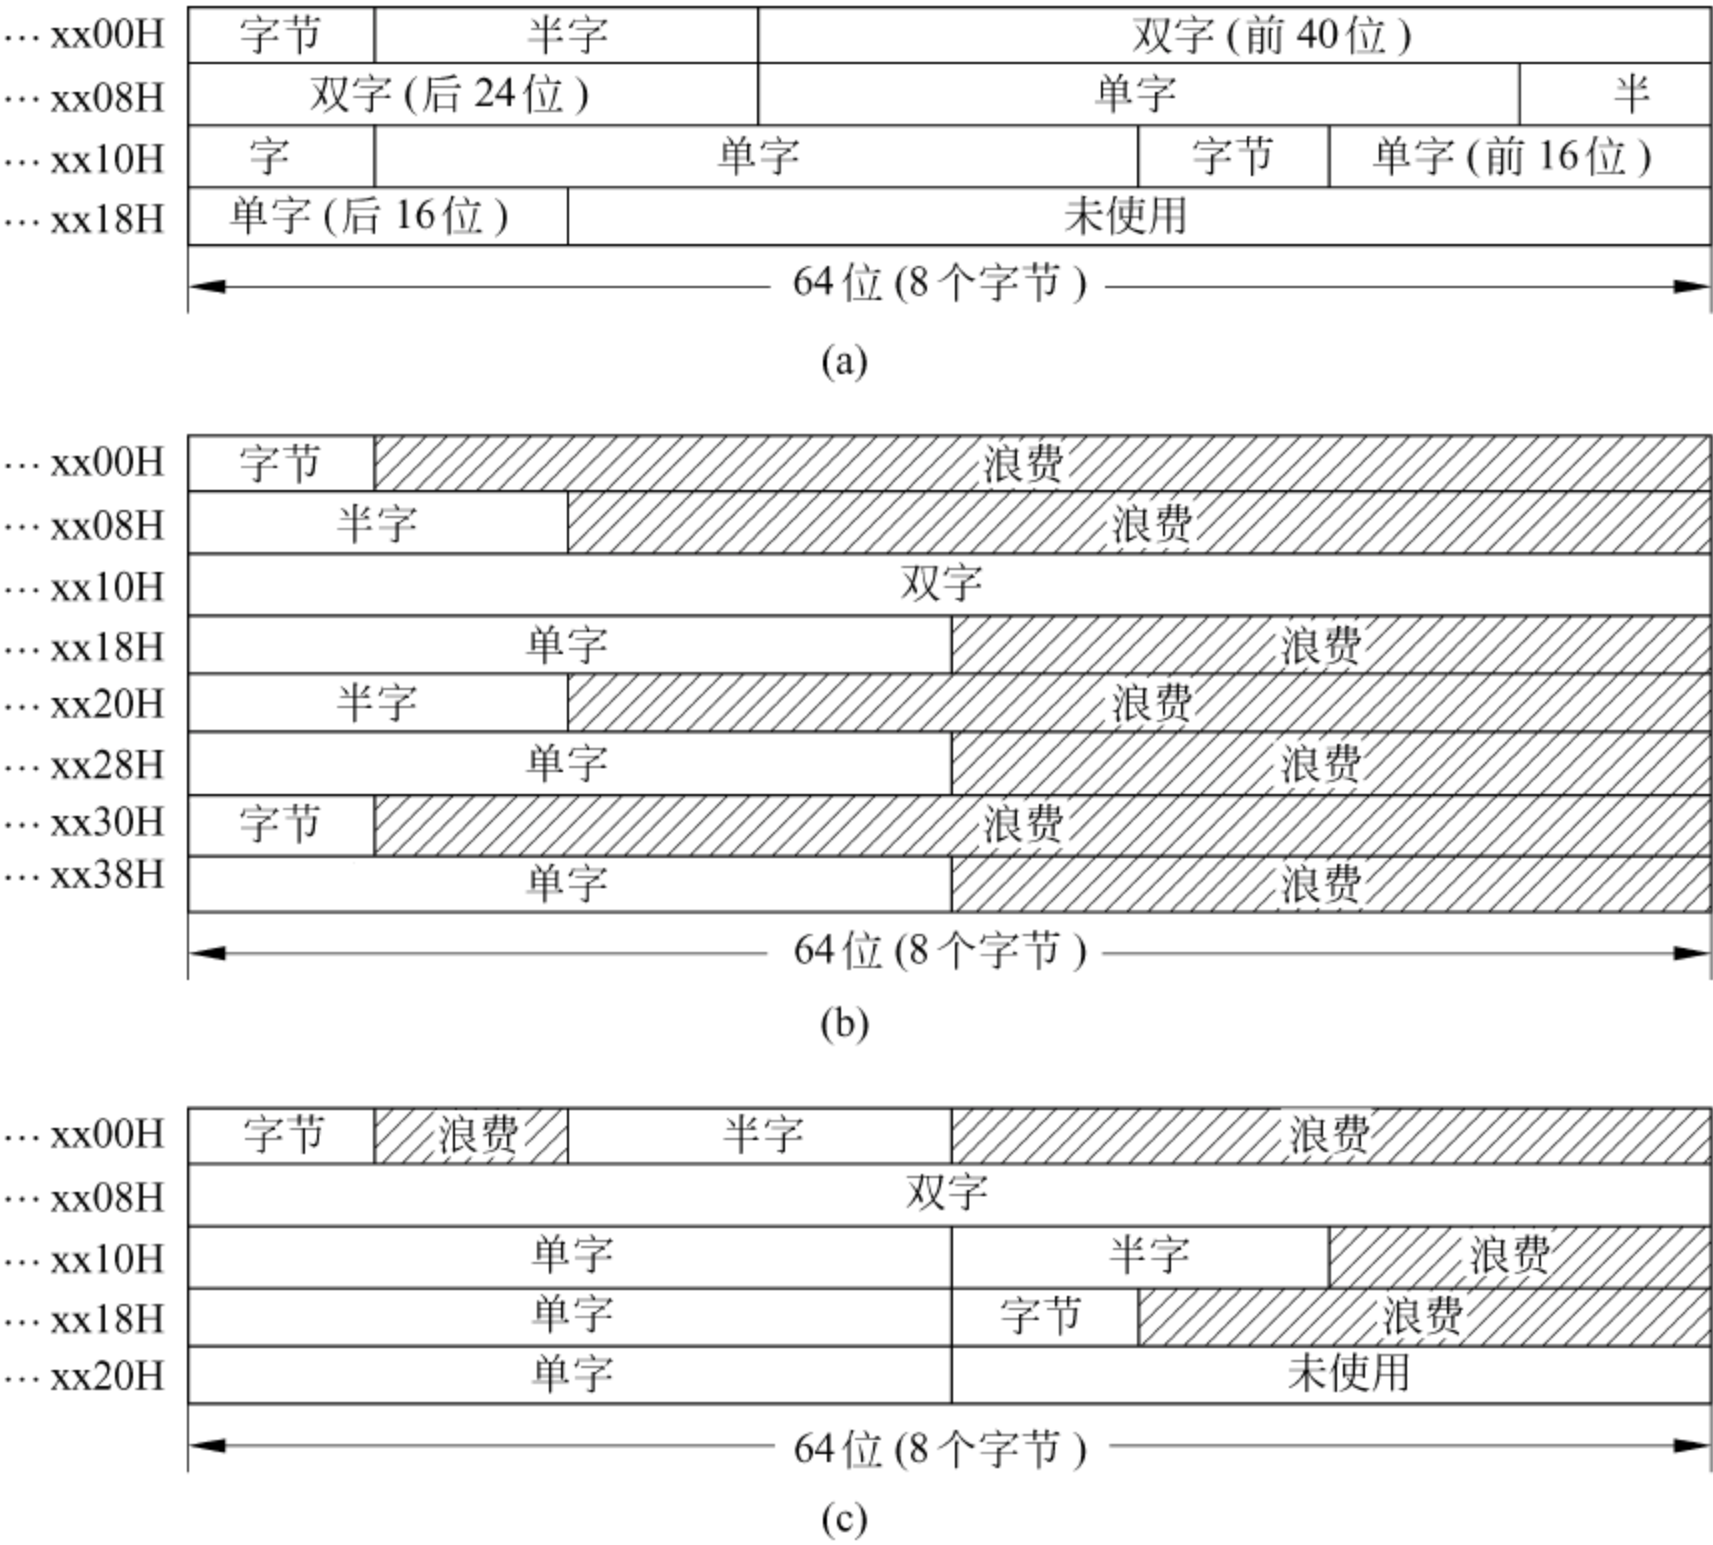 ··· xx00H 字节 半字 双字 (前 40 位)
··· xx08H 双字 (后 24 位) 单字 半
··· xx10H 字 单字 字节 单字 (前 16 位)
··· xx18H 单字 (后 16 位) 未使用
64 位 (8 个字节)
(a)
··· xx00H 字节 浪费
··· xx08H 半字 浪费
··· xx10H 双字
··· xx18H 单字 浪费
··· xx20H 半字 浪费
··· xx28H 单字 浪费
··· xx30H 字节 浪费
··· xx38H 单字 浪费
64 位 (8 个字节)
(b)
··· xx00H 字节 浪费 半字 浪费
··· xx08H 双字
··· xx10H 单字 半字 浪费
··· xx18H 单字 字节 浪费
··· xx20H 单字 未使用
64 位 (8 个字节)
(c)